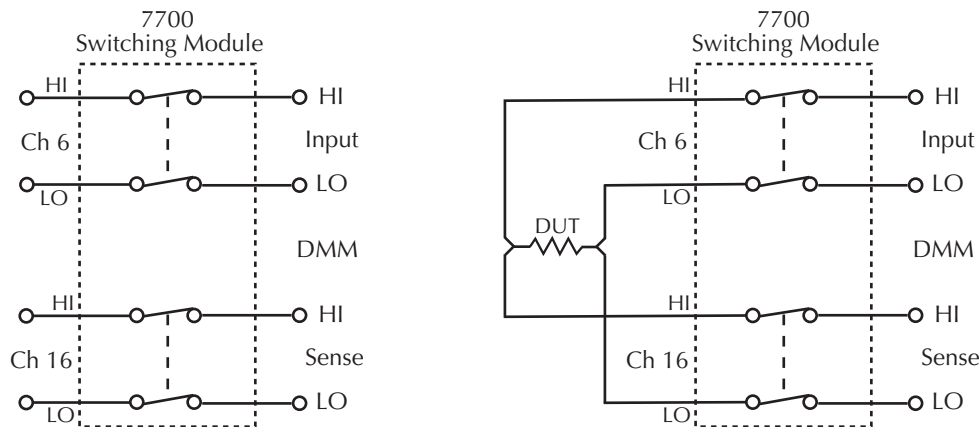 7700
Switching Module
HI
HI
Ch 6
Input
LO
LO
DMM
HI
HI
Ch 16
Sense
LO
LO
7700
Switching Module
HI
HI
Ch 6
Input
LO
LO
DUT
DMM
HI
HI
Ch 16
Sense
LO
LO